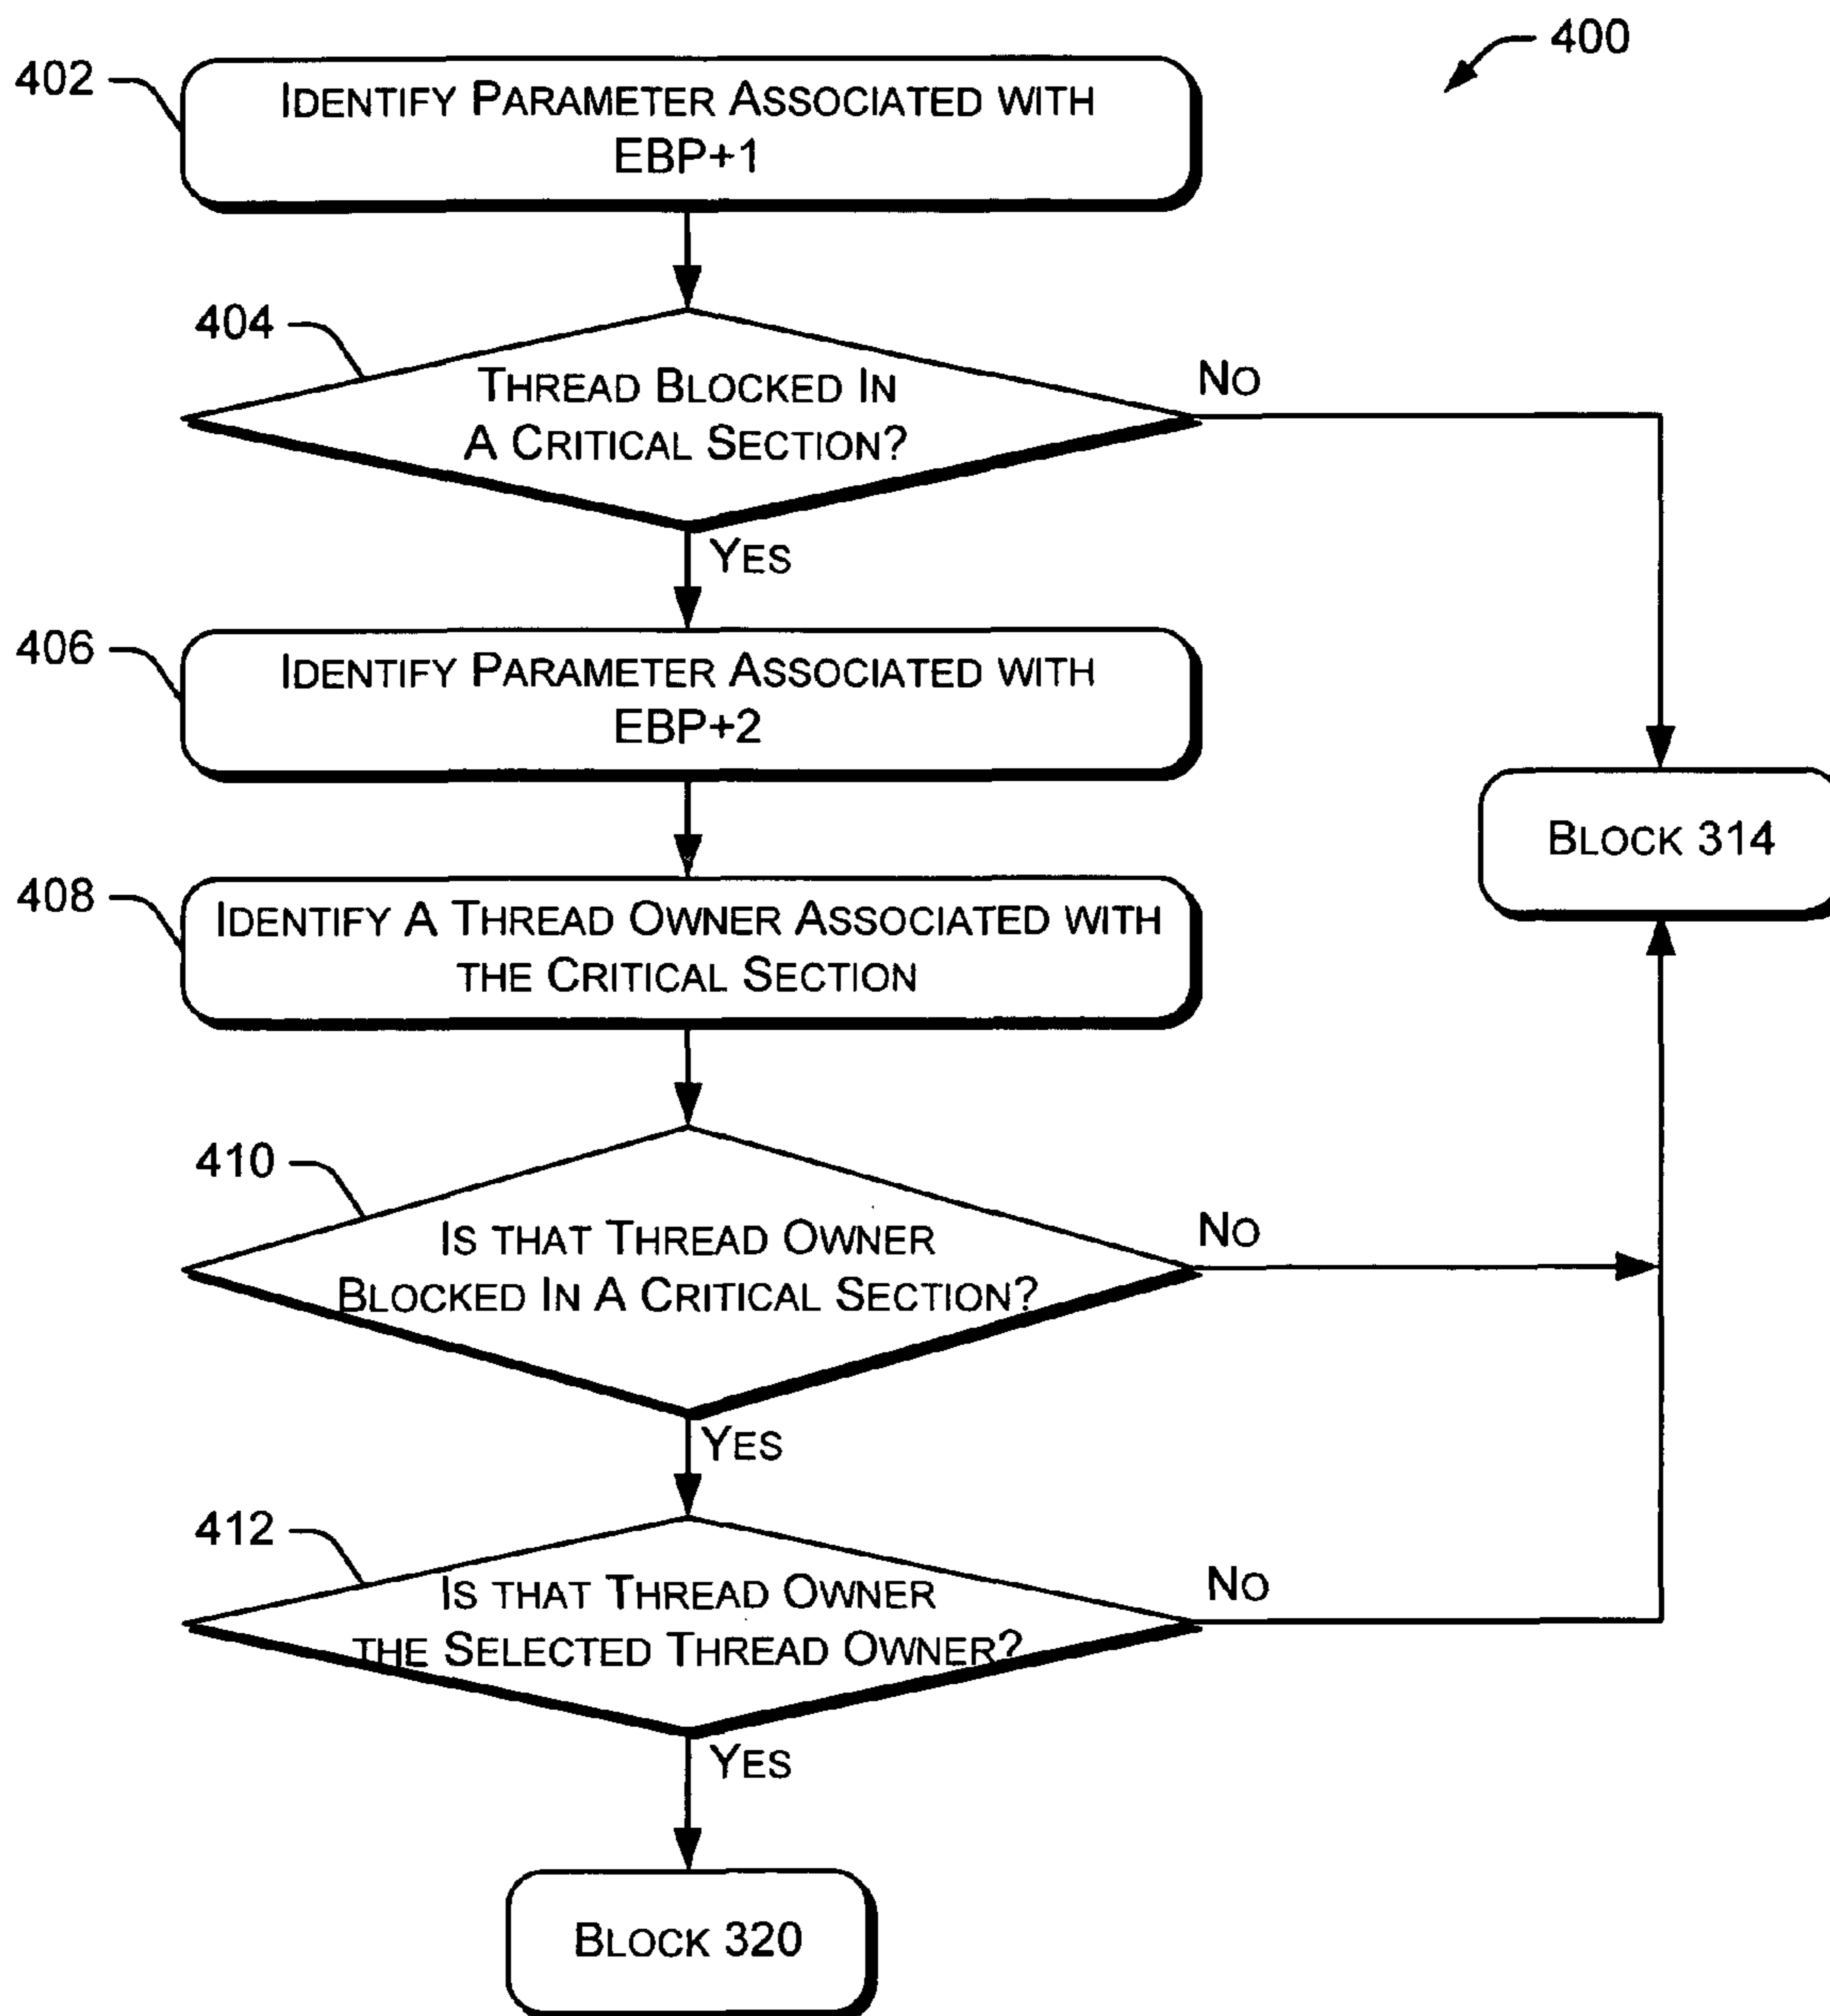 400
402
IDENTIFY PARAMETER ASSOCIATED WITH
EBP+1
404
THREAD BLOCKED IN
A CRITICAL SECTION?
NO
YES
406
IDENTIFY PARAMETER ASSOCIATED WITH
EBP+2
BLOCK 314
408
IDENTIFY A THREAD OWNER ASSOCIATED WITH
THE CRITICAL SECTION
410
IS THAT THREAD OWNER
BLOCKED IN A CRITICAL SECTION?
NO
YES
412
IS THAT THREAD OWNER
THE SELECTED THREAD OWNER?
NO
YES
BLOCK 320